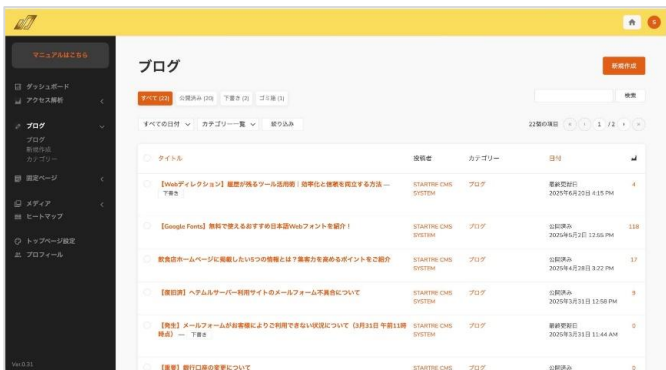 S
マニュアルはこちら
ダッシュボード
アクセス解析
ブログ
ブログ
新規作成
カテゴリー
固定ページ
メディア
ヒートマップ
トップページ設定
プロフィール
Ver0.31
ブログ
新規作成
すべて (22) 公開済み (20) 下書き (2) ゴミ箱 (1)
検索
すべての日付 カテゴリー一覧 絞り込み
22個の項目 « ‹ 1 /2 › »
タイトル 投稿者 カテゴリー 日付
【Webディレクション】履歴が残るツール活用術!効率化と信頼を両立する方法 — 下書き
STARTRE CMS SYSTEM
ブログ
最終更新日
2025年6月20日 4:15 PM
4
【Google Fonts】無料で使えるおすすめ日本語Webフォントを紹介!
STARTRE CMS SYSTEM
ブログ
公開済み
2025年6月2日 12:55 PM
118
飲食店ホームページに掲載したい5つの情報とは?集客力を高めるポイントをご紹介
STARTRE CMS SYSTEM
ブログ
公開済み
2025年4月28日 3:22 PM
17
【復旧済】ヘテムルサーバー利用サイトのメールフォーム不具合について
STARTRE CMS SYSTEM
ブログ
公開済み
2025年3月31日 12:58 PM
9
【発生】メールフォームがお客様によりご利用できない状況について(3月31日 午前11時
時点) — 下書き
STARTRE CMS SYSTEM
ブログ
最終更新日
2025年3月31日 11:44 AM
0
【重要】銀行口座の変更について
STARTRE CMS
ブログ
公開済み
0